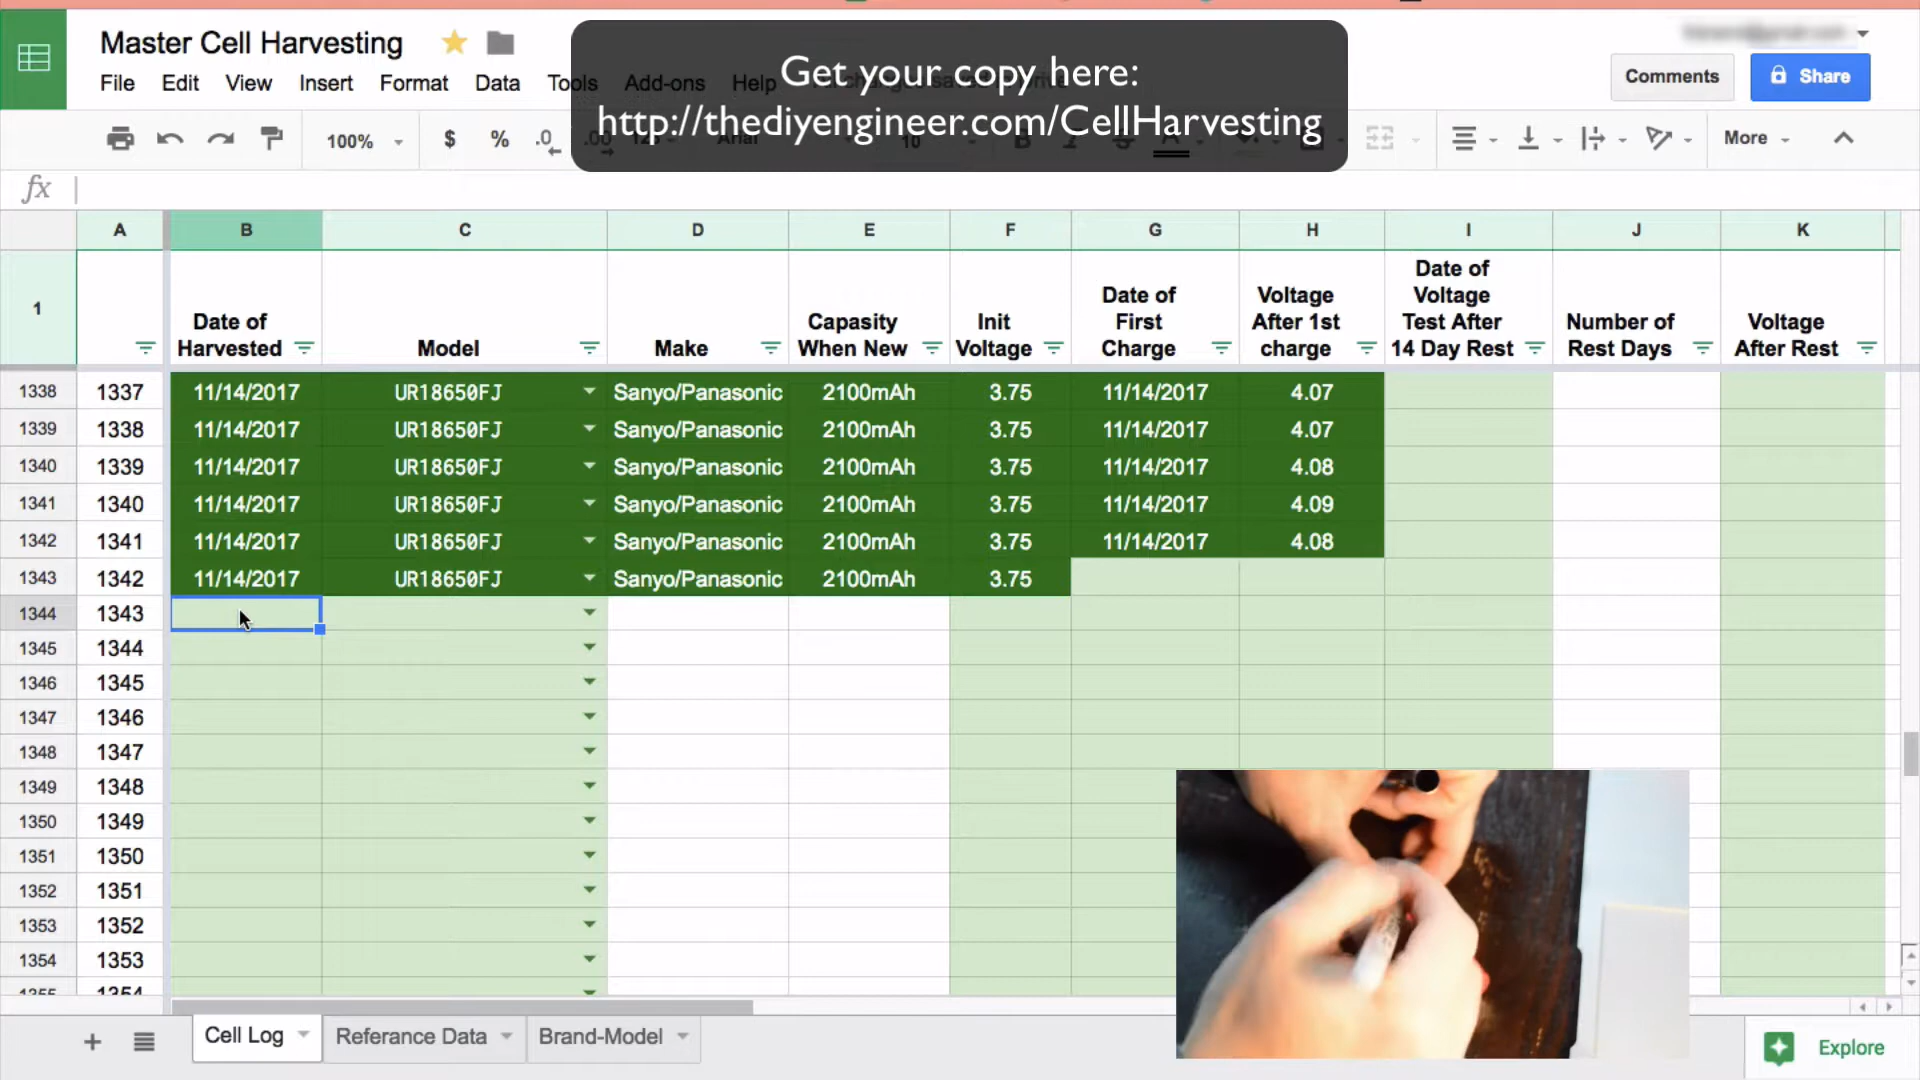 Master Cell Harvesting
Get your copy here:
http://thediyengineer.com/CellHarvesting
File Edit View Insert Format Data Tools Add-ons Help
Comments Share
100% $ % .0 .00 123 Arial 10 B I S A More
fx
A B C D E F G H I J K
1 Date of Harvested Model Make Capasity When New Init Voltage Date of First Charge Voltage After 1st charge Date of Voltage Test After 14 Day Rest Number of Rest Days Voltage After Rest
1338 1337 11/14/2017 UR18650FJ Sanyo/Panasonic 2100mAh 3.75 11/14/2017 4.07
1339 1338 11/14/2017 UR18650FJ Sanyo/Panasonic 2100mAh 3.75 11/14/2017 4.07
1340 1339 11/14/2017 UR18650FJ Sanyo/Panasonic 2100mAh 3.75 11/14/2017 4.08
1341 1340 11/14/2017 UR18650FJ Sanyo/Panasonic 2100mAh 3.75 11/14/2017 4.09
1342 1341 11/14/2017 UR18650FJ Sanyo/Panasonic 2100mAh 3.75 11/14/2017 4.08
1343 1342 11/14/2017 UR18650FJ Sanyo/Panasonic 2100mAh 3.75
1344 1343
1345 1344
1346 1345
1347 1346
1348 1347
1349 1348
1350 1349
1351 1350
1352 1351
1353 1352
1354 1353
1355 1354
Cell Log Referance Data Brand-Model Explore